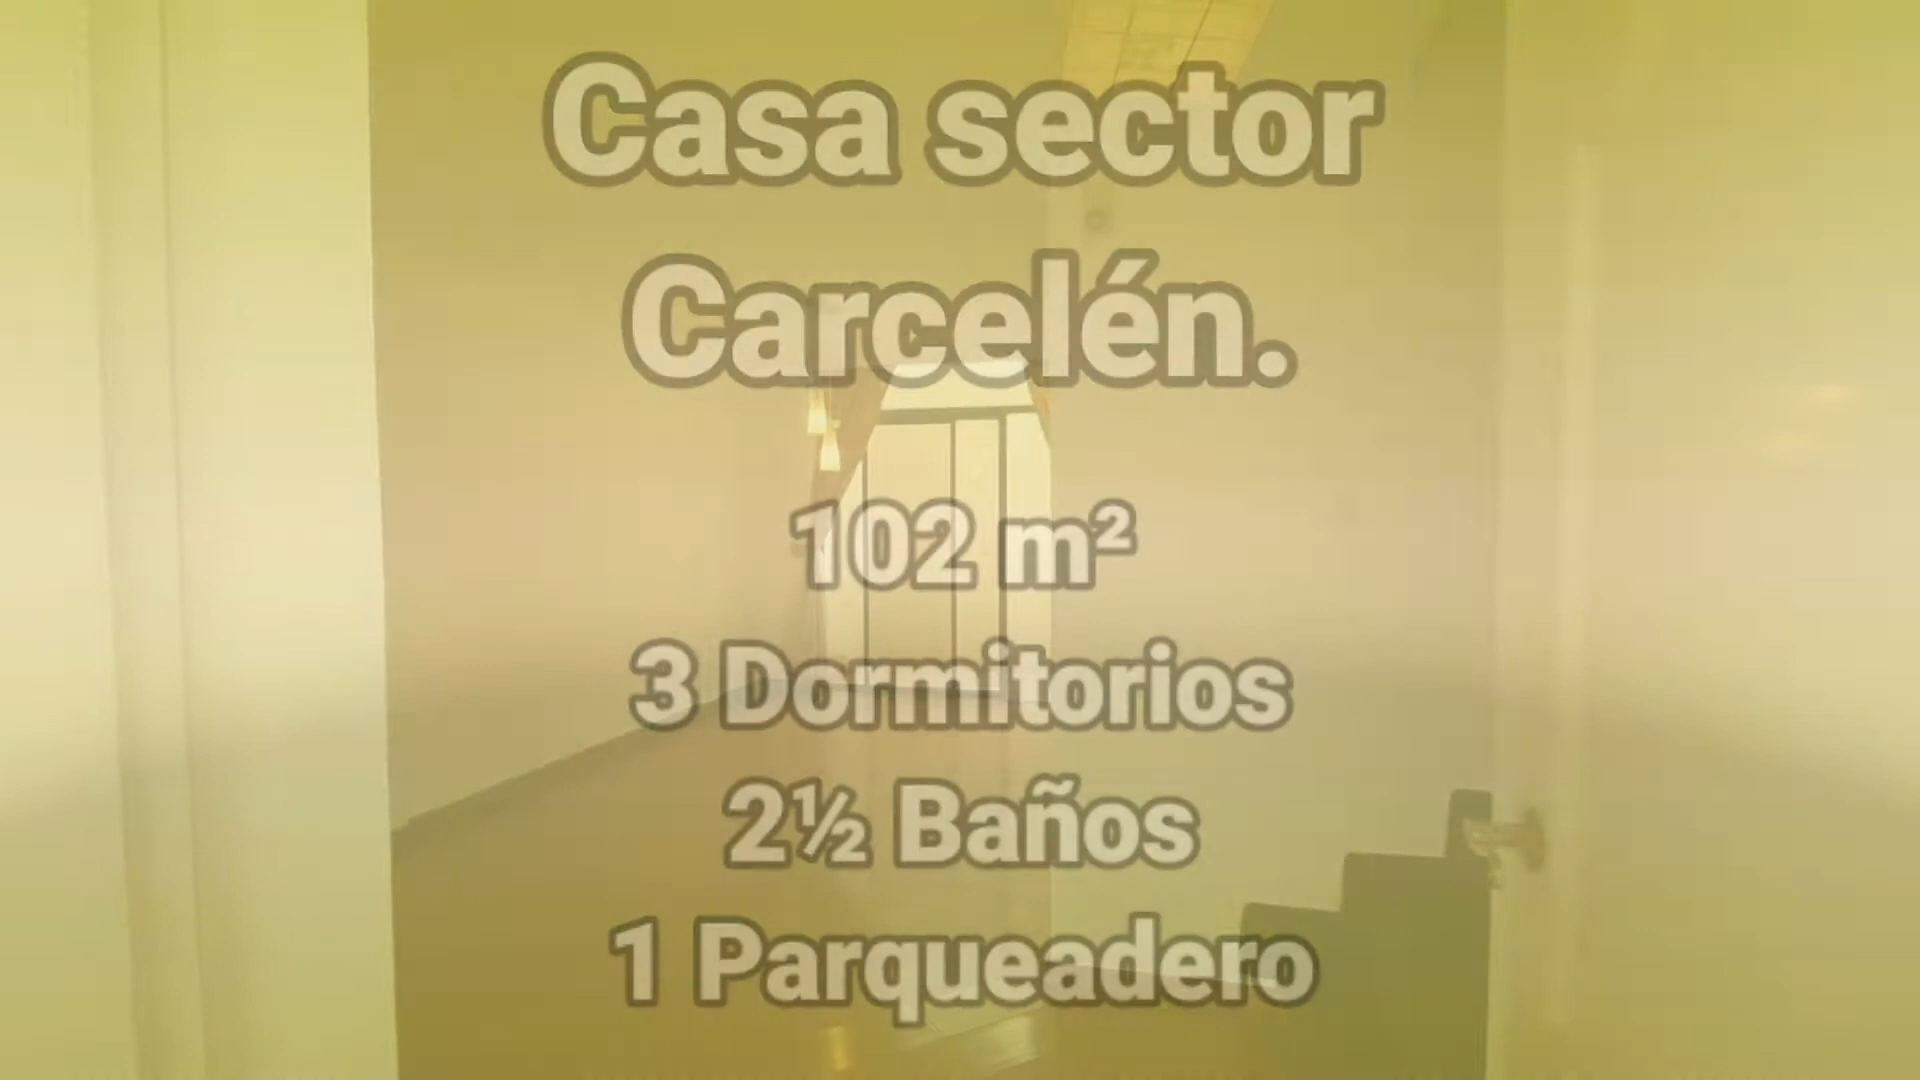 Casa sector
Carcelén.
102 m²
3 Dormitorios
2½ Baños
1 Parqueadero